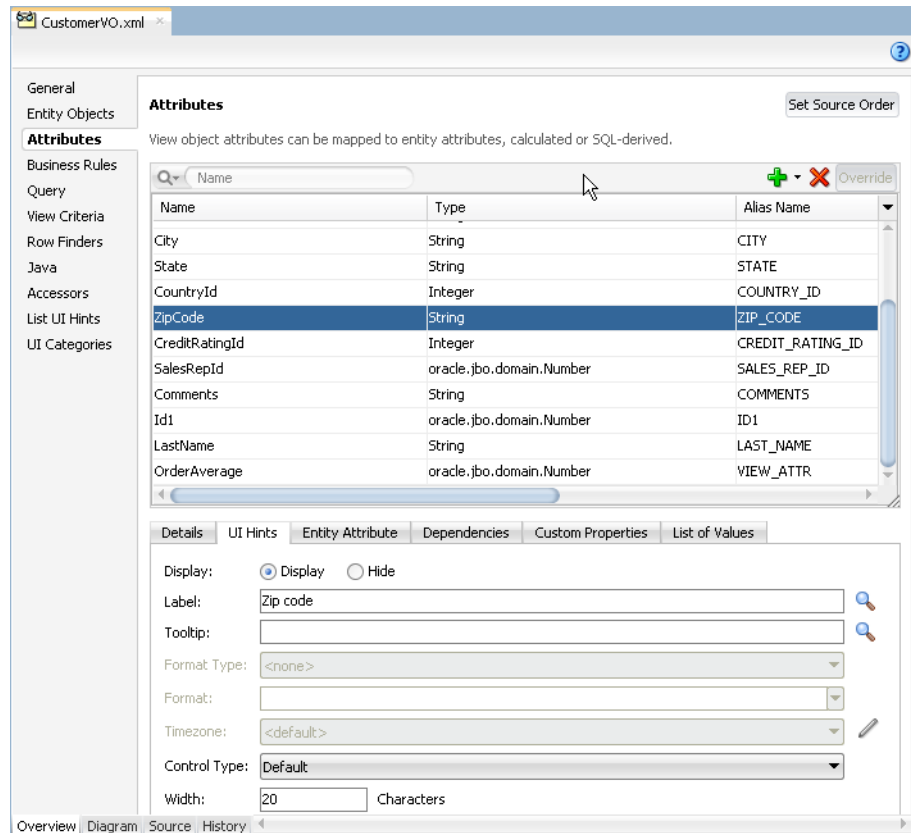 CustomerVO.xml
General
Entity Objects
Attributes
Business Rules
Query
View Criteria
Row Finders
Java
Accessors
List UI Hints
UI Categories
Attributes
Set Source Order
View object attributes can be mapped to entity attributes, calculated or SQL-derived.
Name
Override
Name Type Alias Name
City String CITY
State String STATE
CountryId Integer COUNTRY_ID
ZipCode String ZIP_CODE
CreditRatingId Integer CREDIT_RATING_ID
SalesRepId oracle.jbo.domain.Number SALES_REP_ID
Comments String COMMENTS
Id1 oracle.jbo.domain.Number ID1
LastName String LAST_NAME
OrderAverage oracle.jbo.domain.Number VIEW_ATTR
Details UI Hints Entity Attribute Dependencies Custom Properties List of Values
Display: Display Hide
Label: Zip code
Tooltip:
Format Type: <none>
Format:
Timezone: <default>
Control Type: Default
Width: 20 Characters
Overview Diagram Source History